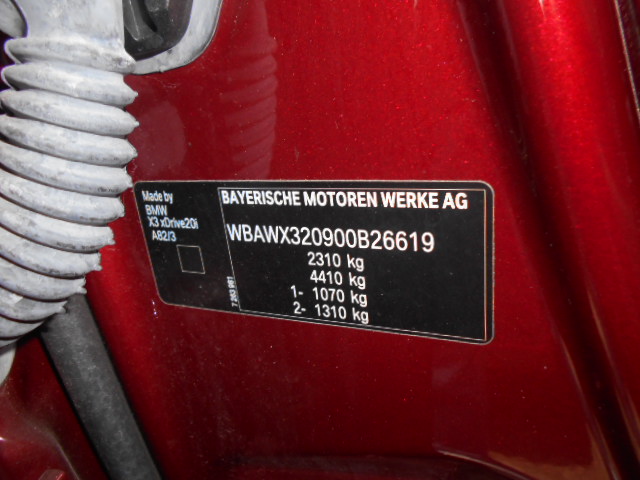 Made by
BMW
X3 xDrive20i
A82/3
BAYERISCHE MOTOREN WERKE AG
WBAWX320900B26619
2310 kg
4410 kg
1- 1070 kg
2- 1310 kg